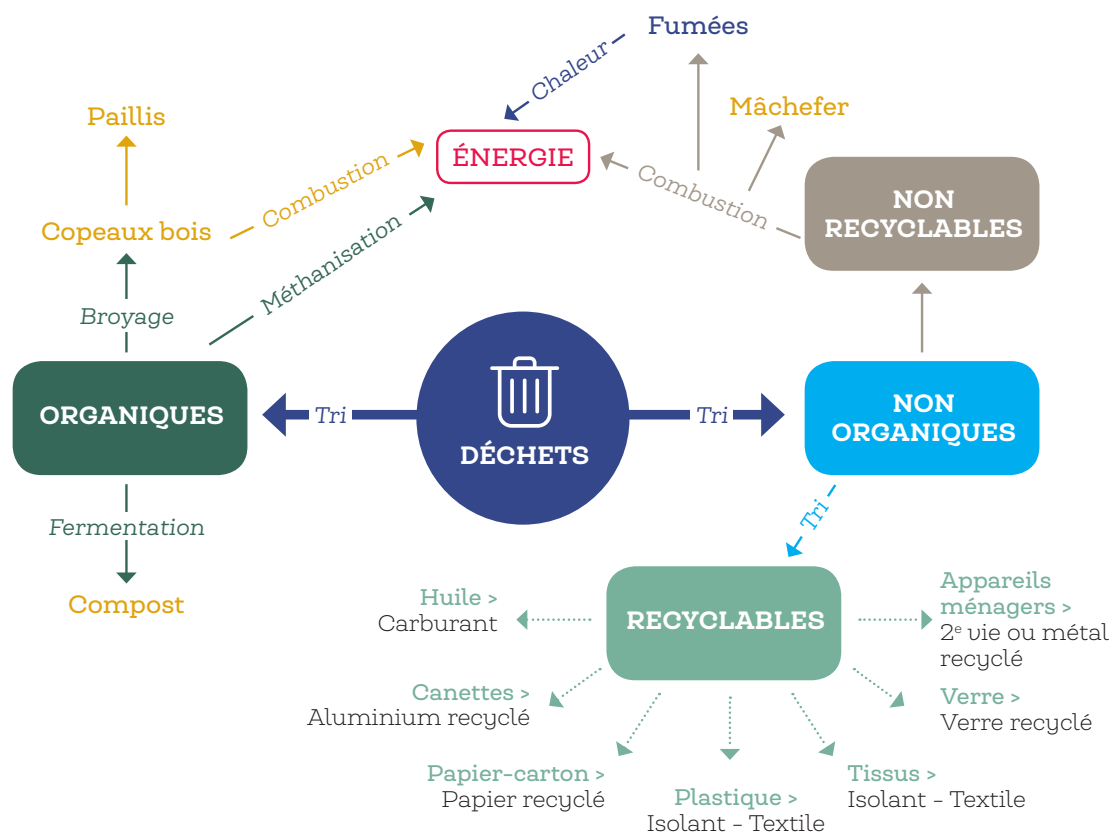 Fumées
Chaleur
Paillis
Mâchefer
ÉNERGIE
Combustion
Combustion
NON
RECYCLABLES
Copeaux bois
Méthanisation
Broyage
ORGANIQUES
Tri
DÉCHETS
Tri
NON
ORGANIQUES
Fermentation
Tri
Compost
RECYCLABLES
Huile >
Carburant
Appareils
ménagers >
2e vie ou métal
recyclé
Canettes >
Aluminium recyclé
Verre >
Verre recyclé
Papier-carton >
Papier recyclé
Plastique >
Isolant - Textile
Tissus >
Isolant - Textile